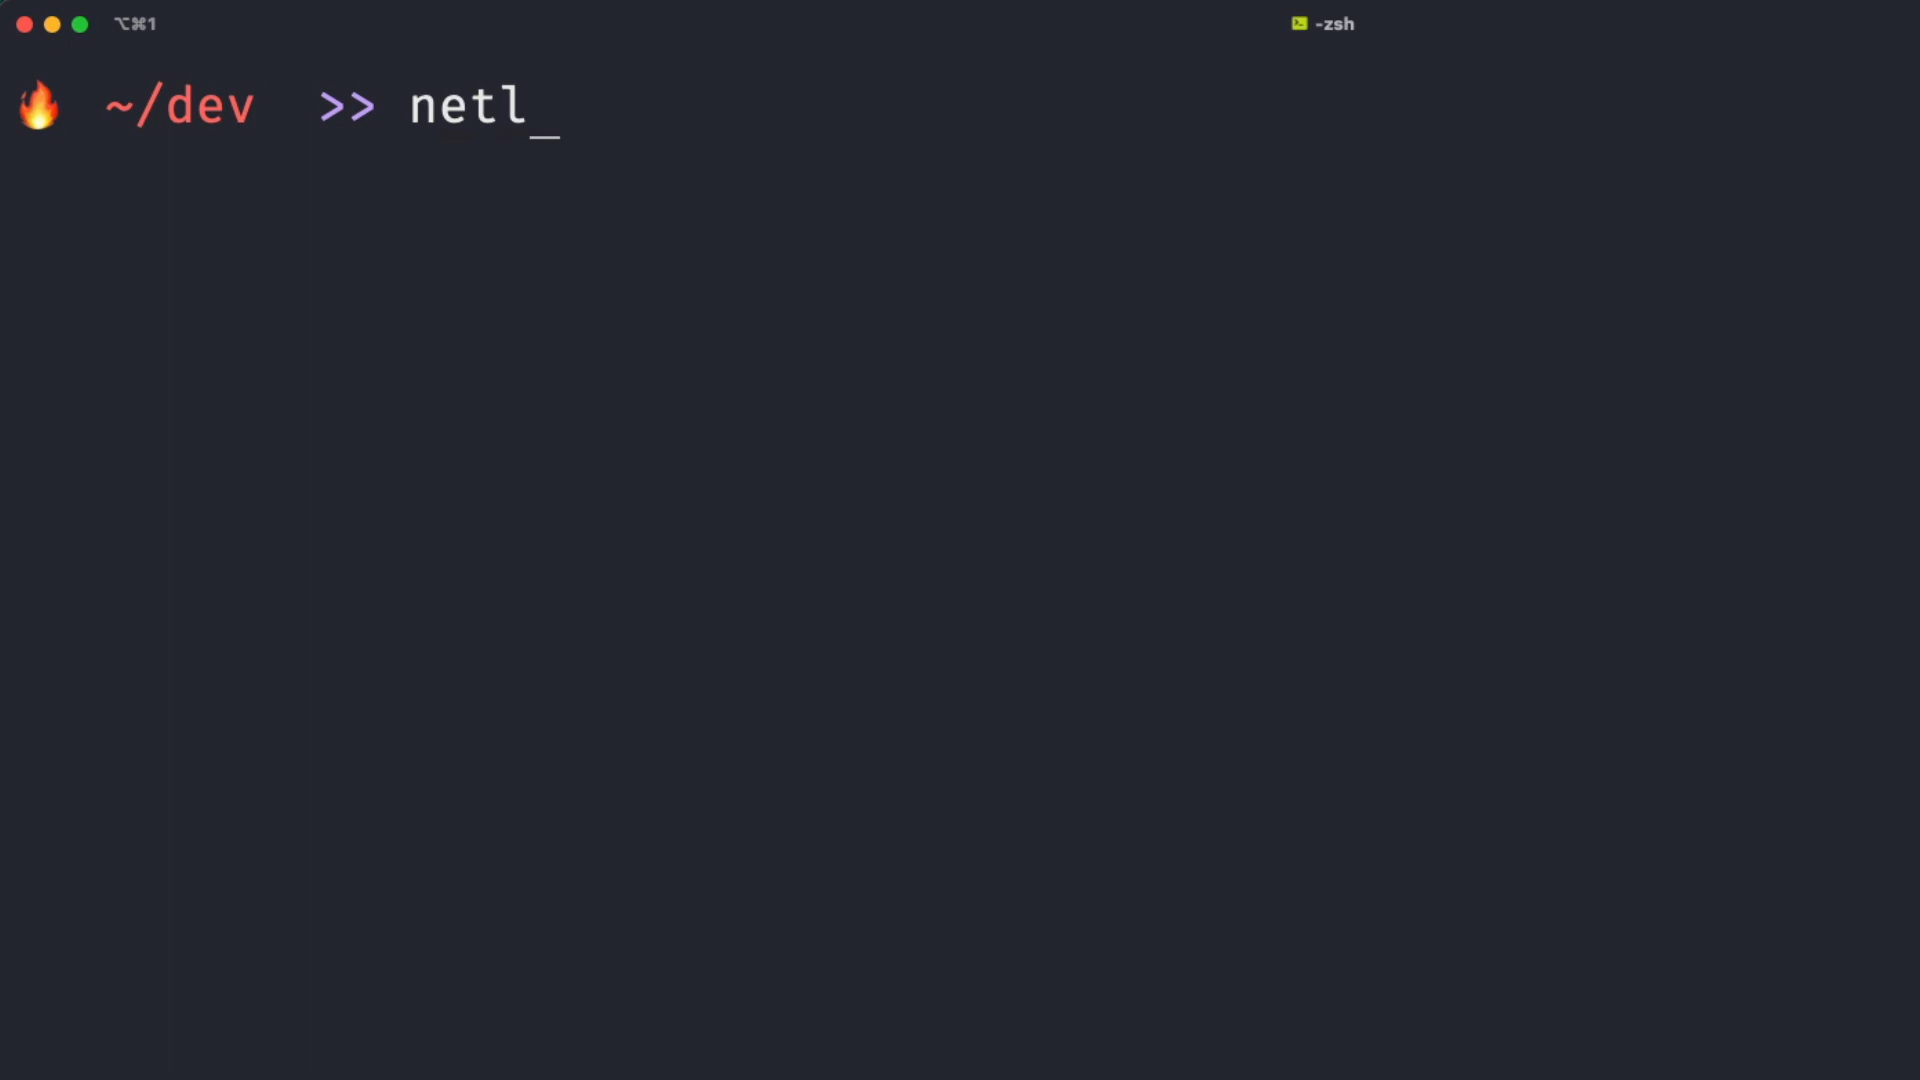 ⌥⌘1
-zsh
🔥 ~/dev >> netl_